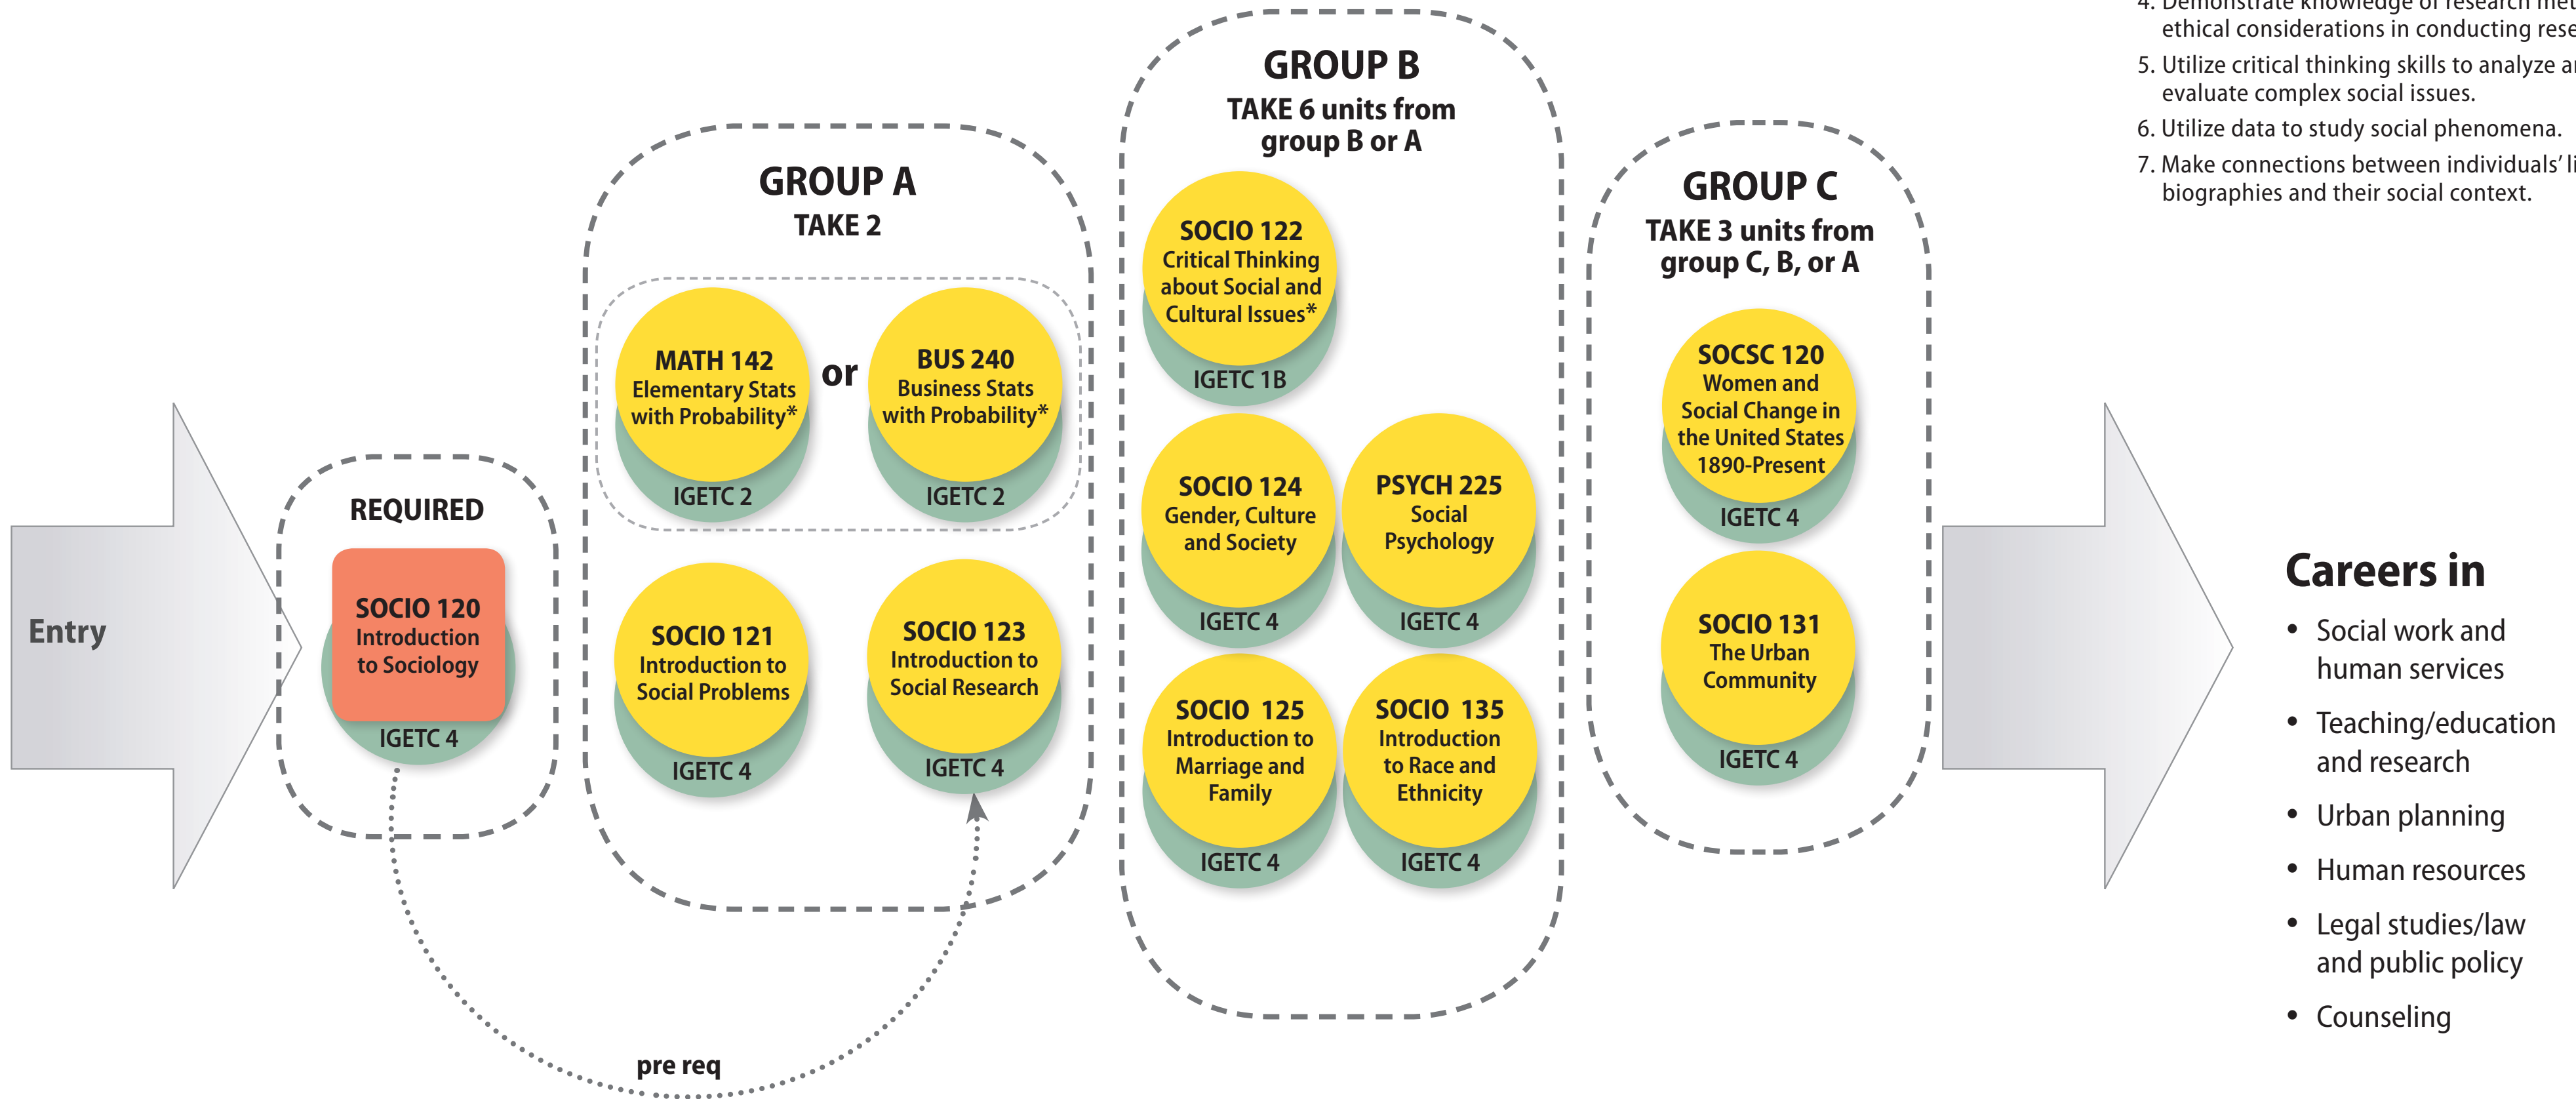 4. Demonstrate knowledge of research
ethical considerations in conducting
5. Utilize critical thinking skills to analyze
evaluate complex social issues.
6. Utilize data to study social phenomena.
7. Make connections between individuals’
biographies and their social context.
Entry
REQUIRED
SOCIO 120
Introduction
to Sociology
IGETC 4
pre req
GROUP A
TAKE 2
MATH 142
Elementary Stats
with Probability*
IGETC 2
or
BUS 240
Business Stats
with Probability*
IGETC 2
SOCIO 121
Introduction to
Social Problems
IGETC 4
SOCIO 123
Introduction to
Social Research
IGETC 4
GROUP B
TAKE 6 units from
group B or A
SOCIO 122
Critical Thinking
about Social and
Cultural Issues*
IGETC 1B
SOCIO 124
Gender, Culture
and Society
IGETC 4
PSYCH 225
Social
Psychology
IGETC 4
SOCIO 125
Introduction to
Marriage and
Family
IGETC 4
SOCIO 135
Introduction
to Race and
Ethnicity
IGETC 4
GROUP C
TAKE 3 units from
group C, B, or A
SOCSC 120
Women and
Social Change in
the United States
1890-Present
IGETC 4
SOCIO 131
The Urban
Community
IGETC 4
Careers in
• Social work and
human services
• Teaching/education
and research
• Urban planning
• Human resources
• Legal studies/law
and public policy
• Counseling